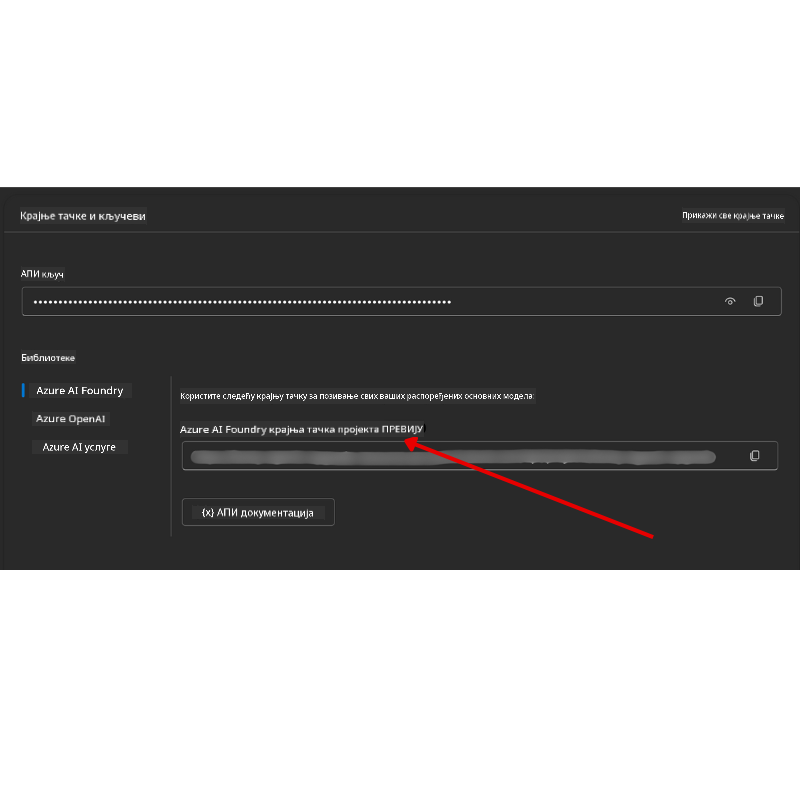 Крајње тачке и кључеви
Прикажи све крајње тачке
АПИ кључ
Библиотеке
Azure AI Foundry
Azure OpenAI
Azure AI услуге
Користите следећу крајњу тачку за позивање свих ваших распоређених основних модела:
Azure AI Foundry крајња тачка пројекта ПРЕВИЈУ
{x} АПИ документација